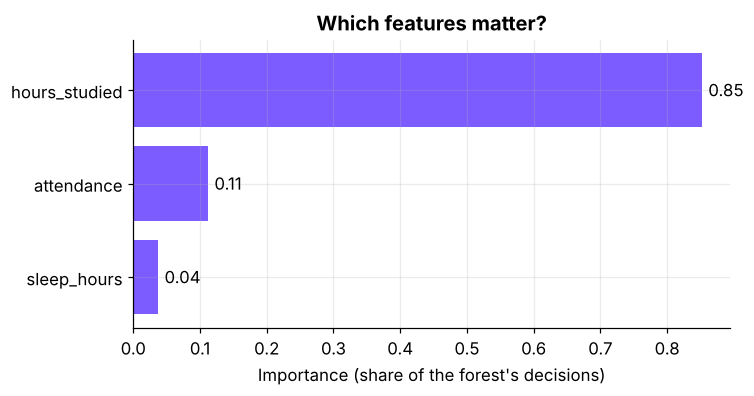 Which features matter?
hours_studied
0.85
attendance
0.11
sleep_hours
0.04
0.0 0.1 0.2 0.3 0.4 0.5 0.6 0.7 0.8
Importance (share of the forest's decisions)